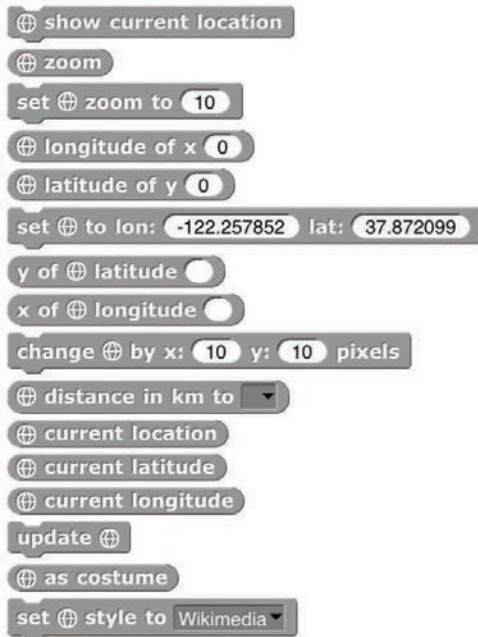 show current location
zoom
set zoom to 10
longitude of x 0
latitude of y 0
set to lon: -122.257852 lat: 37.872099
y of latitude
x of longitude
change by x: 10 y: 10 pixels
distance in km to
current location
current latitude
current longitude
update
as costume
set style to Wikimedia